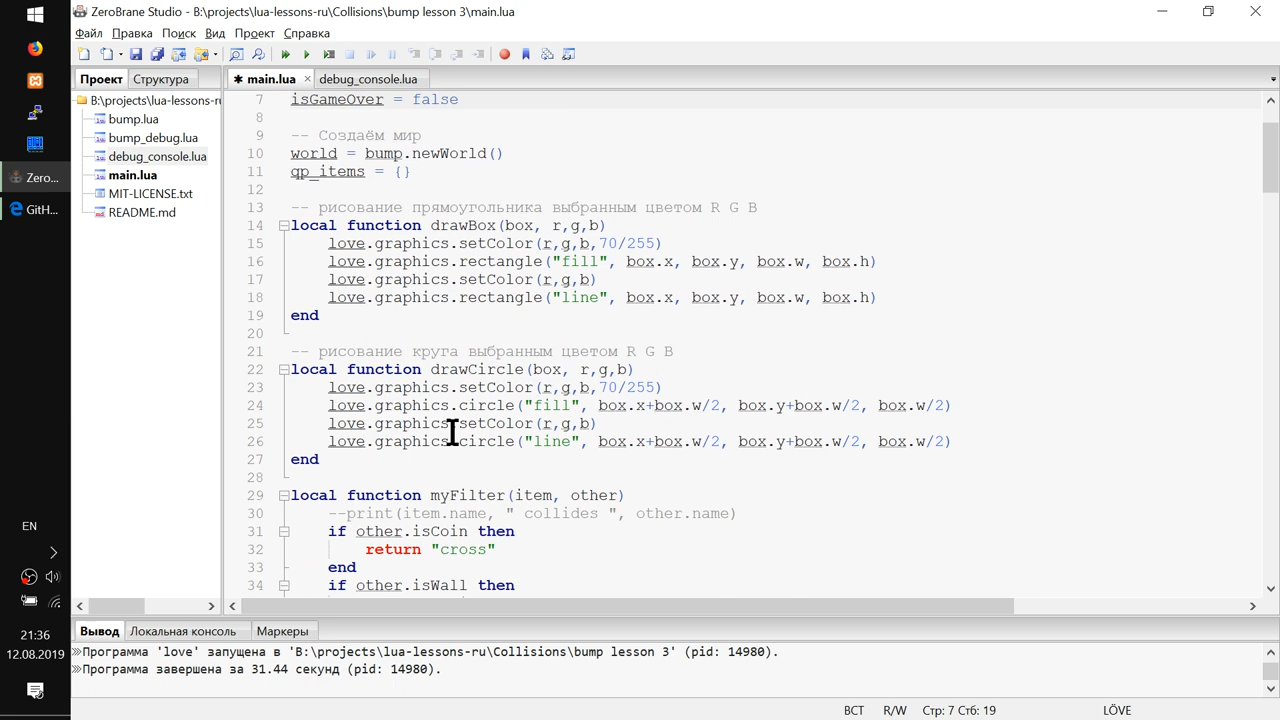 ZeroBrane Studio - B:\projects\lua-lessons-ru\Collisions\bump lesson 3\main.lua
Файл Правка Поиск Вид Проект Справка
Проект Структура
✱ main.lua × debug_console.lua
B:\projects\lua-lessons-ru
bump.lua
bump_debug.lua
debug_console.lua
main.lua
MIT-LICENSE.txt
README.md
7 isGameOver = false
8
9 -- Создаём мир
10 world = bump.newWorld()
11 qp_items = {}
12
13 -- рисование прямоугольника выбранным цветом R G B
14 local function drawBox(box, r,g,b)
15 love.graphics.setColor(r,g,b,70/255)
16 love.graphics.rectangle("fill", box.x, box.y, box.w, box.h)
17 love.graphics.setColor(r,g,b)
18 love.graphics.rectangle("line", box.x, box.y, box.w, box.h)
19 end
20
21 -- рисование круга выбранным цветом R G B
22 local function drawCircle(box, r,g,b)
23 love.graphics.setColor(r,g,b,70/255)
24 love.graphics.circle("fill", box.x+box.w/2, box.y+box.w/2, box.w/2)
25 love.graphics.setColor(r,g,b)
26 love.graphics.circle("line", box.x+box.w/2, box.y+box.w/2, box.w/2)
27 end
28
29 local function myFilter(item, other)
30 --print(item.name, " collides ", other.name)
31 if other.isCoin then
32 return "cross"
33 end
34 if other.isWall then
Вывод Локальная консоль Маркеры
Программа 'love' запущена в 'B:\projects\lua-lessons-ru\Collisions\bump lesson 3' (pid: 14980).
Программа завершена за 31.44 секунд (pid: 14980).
ВСТ R/W Стр: 7 Стб: 19 LÖVE
Zero...
GitH...
EN
21:36
12.08.2019